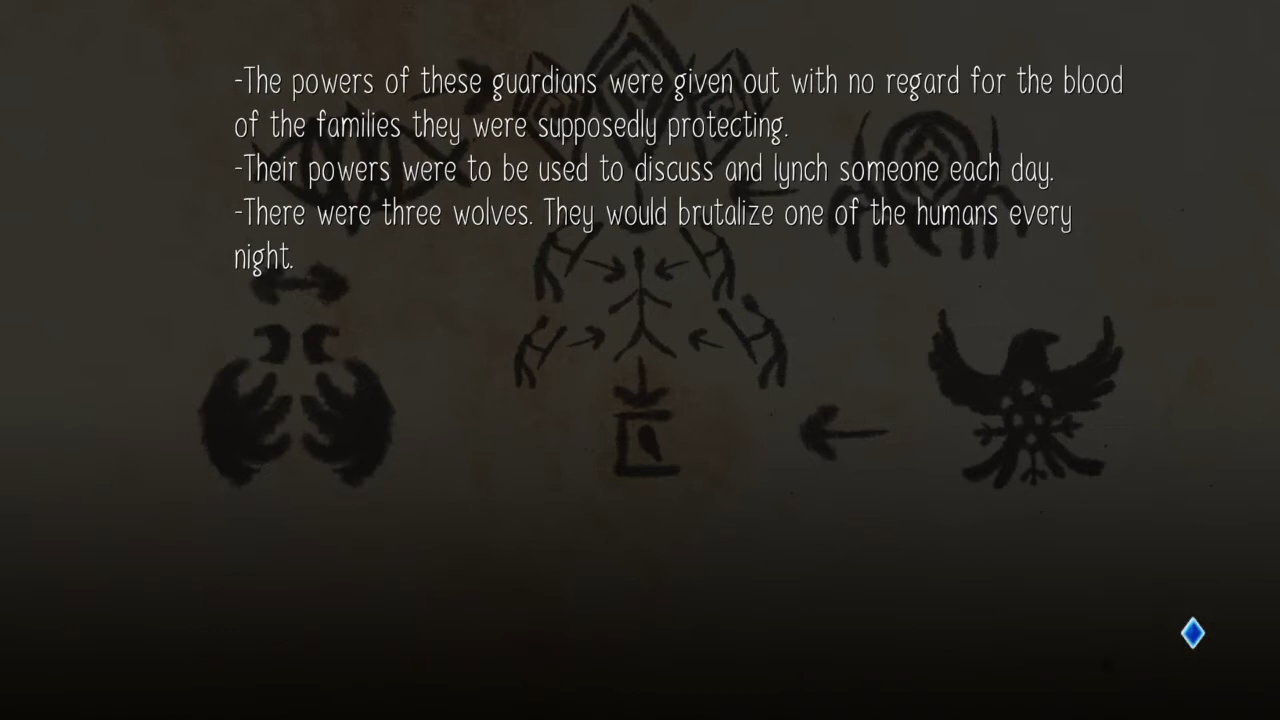 -The powers of these guardians were given out with no regard for the blood
of the families they were supposedly protecting.
-Their powers were to be used to discuss and lynch someone each day.
-There were three wolves. They would brutalize one of the humans every
night.